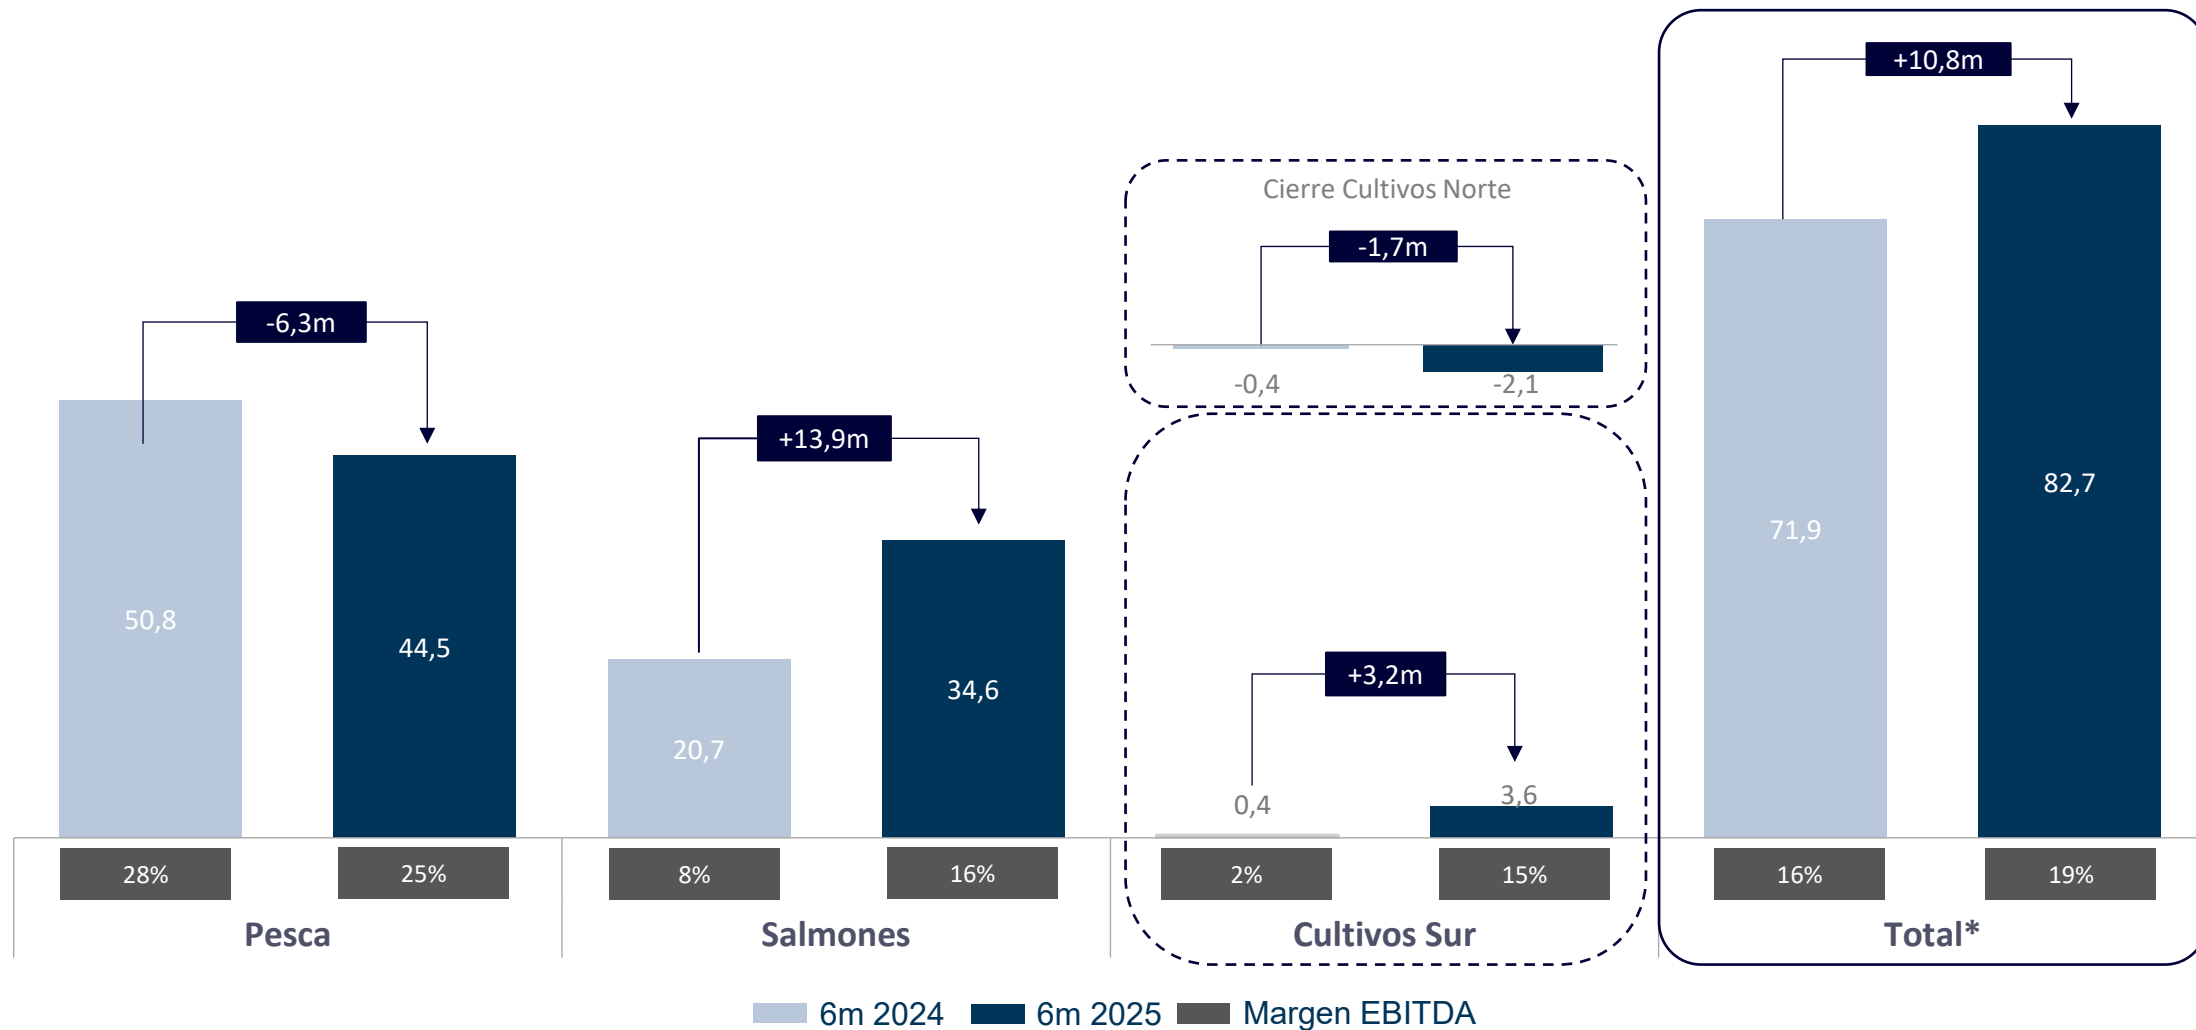 +10,8m
Cierre Cultivos Norte
-1,7m
-0,4
-2,1
-6,3m
+13,9m
+3,2m
50,8
44,5
20,7
34,6
0,4
3,6
71,9
82,7
28%
25%
8%
16%
2%
15%
16%
19%
Pesca
Salmones
Cultivos Sur
Total*
6m 2024
6m 2025
Margen EBITDA